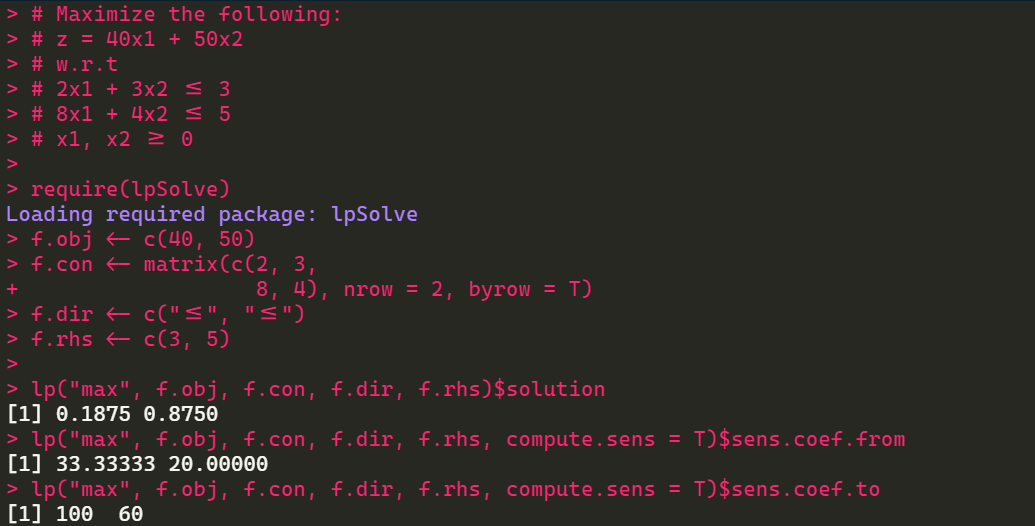 > # Maximize the following:
> # z = 40x1 + 50x2
> # w.r.t
> # 2x1 + 3x2 ≤ 3
> # 8x1 + 4x2 ≤ 5
> # x1, x2 ≥ 0
>
> require(lpSolve)
Loading required package: lpSolve
> f.obj ⟵ c(40, 50)
> f.con ⟵ matrix(c(2, 3,
+                   8, 4), nrow = 2, byrow = T)
> f.dir ⟵ c("≤", "≤")
> f.rhs ⟵ c(3, 5)
>
> lp("max", f.obj, f.con, f.dir, f.rhs)$solution
[1] 0.1875 0.8750
> lp("max", f.obj, f.con, f.dir, f.rhs, compute.sens = T)$sens.coef.from
[1] 33.33333 20.00000
> lp("max", f.obj, f.con, f.dir, f.rhs, compute.sens = T)$sens.coef.to
[1] 100  60